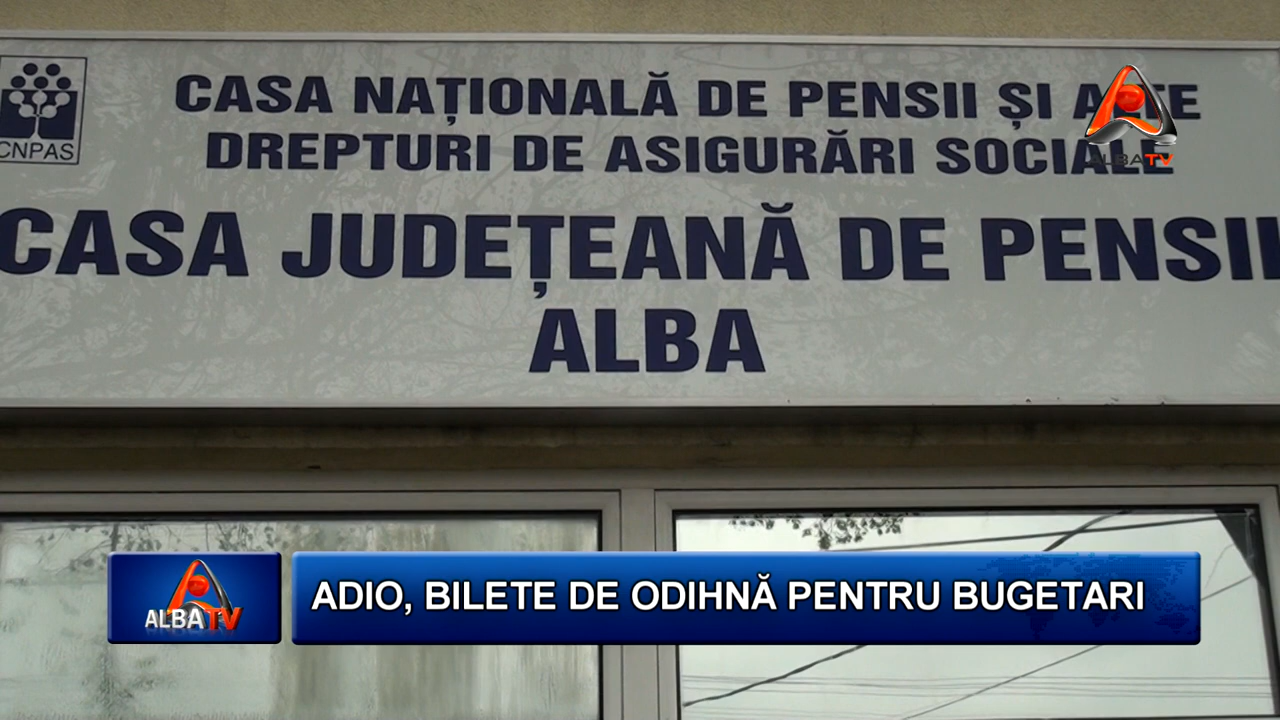 CNPAS
CASA NAȚIONALĂ DE PENSII ȘI ALTE
DREPTURI DE ASIGURĂRI SOCIALE
ALBATV
CASA JUDEȚEANĂ DE PENSII
ALBA
ALBATV
ADIO, BILETE DE ODIHNĂ PENTRU BUGETARI